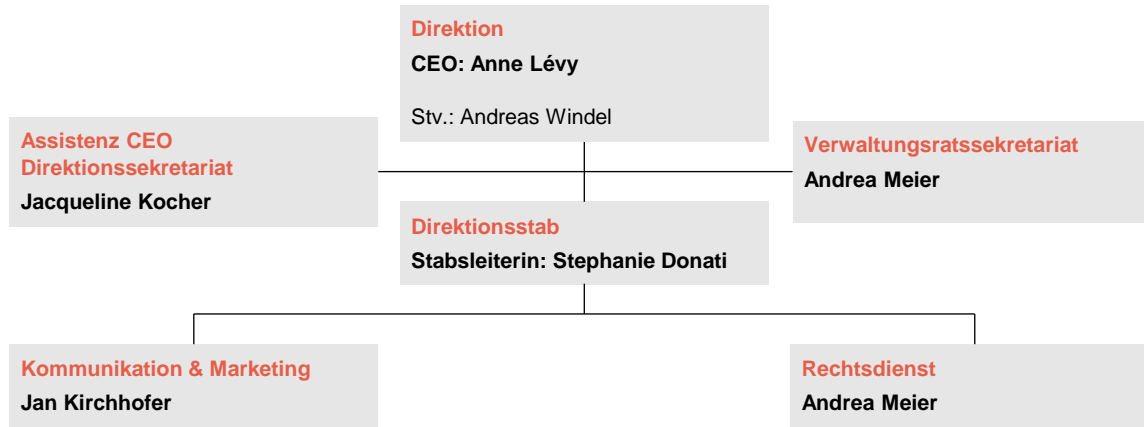 Direktion
CEO: Anne Lévy
Stv.: Andreas Windel
Assistenz CEO
Direktionssekretariat
Jacqueline Kocher
Verwaltungsratssekretariat
Andrea Meier
Direktionsstab
Stabsleiterin: Stephanie Donati
Kommunikation & Marketing
Jan Kirchhofer
Rechtsdienst
Andrea Meier